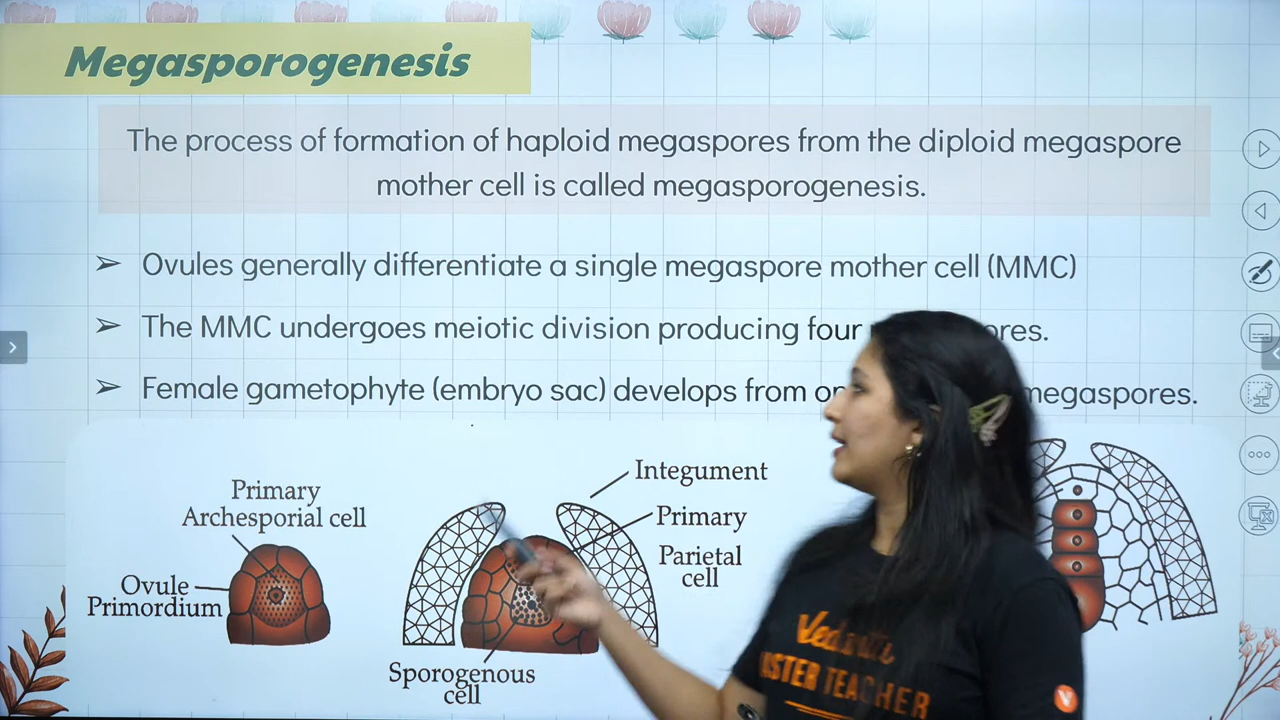 Megasporogenesis
The process of formation of haploid megaspores from the diploid megaspore
mother cell is called megasporogenesis.
➢ Ovules generally differentiate a single megaspore mother cell (MMC)
➢ The MMC undergoes meiotic division producing four
➢ Female gametophyte (embryo sac) develops from megaspores.
Integument
Primary
Archesporial cell
Primary
Parietal
cell
Ovule
Primordium
Sporogenous
cell
TEACHER